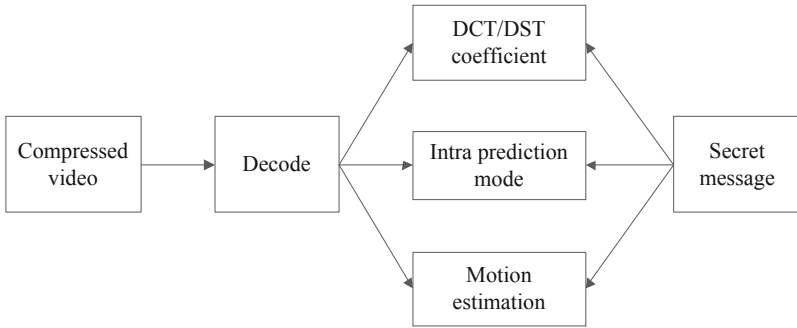 DCT/DST
coefficient
Compressed
video
Decode
Intra prediction
mode
Secret
message
Motion
estimation